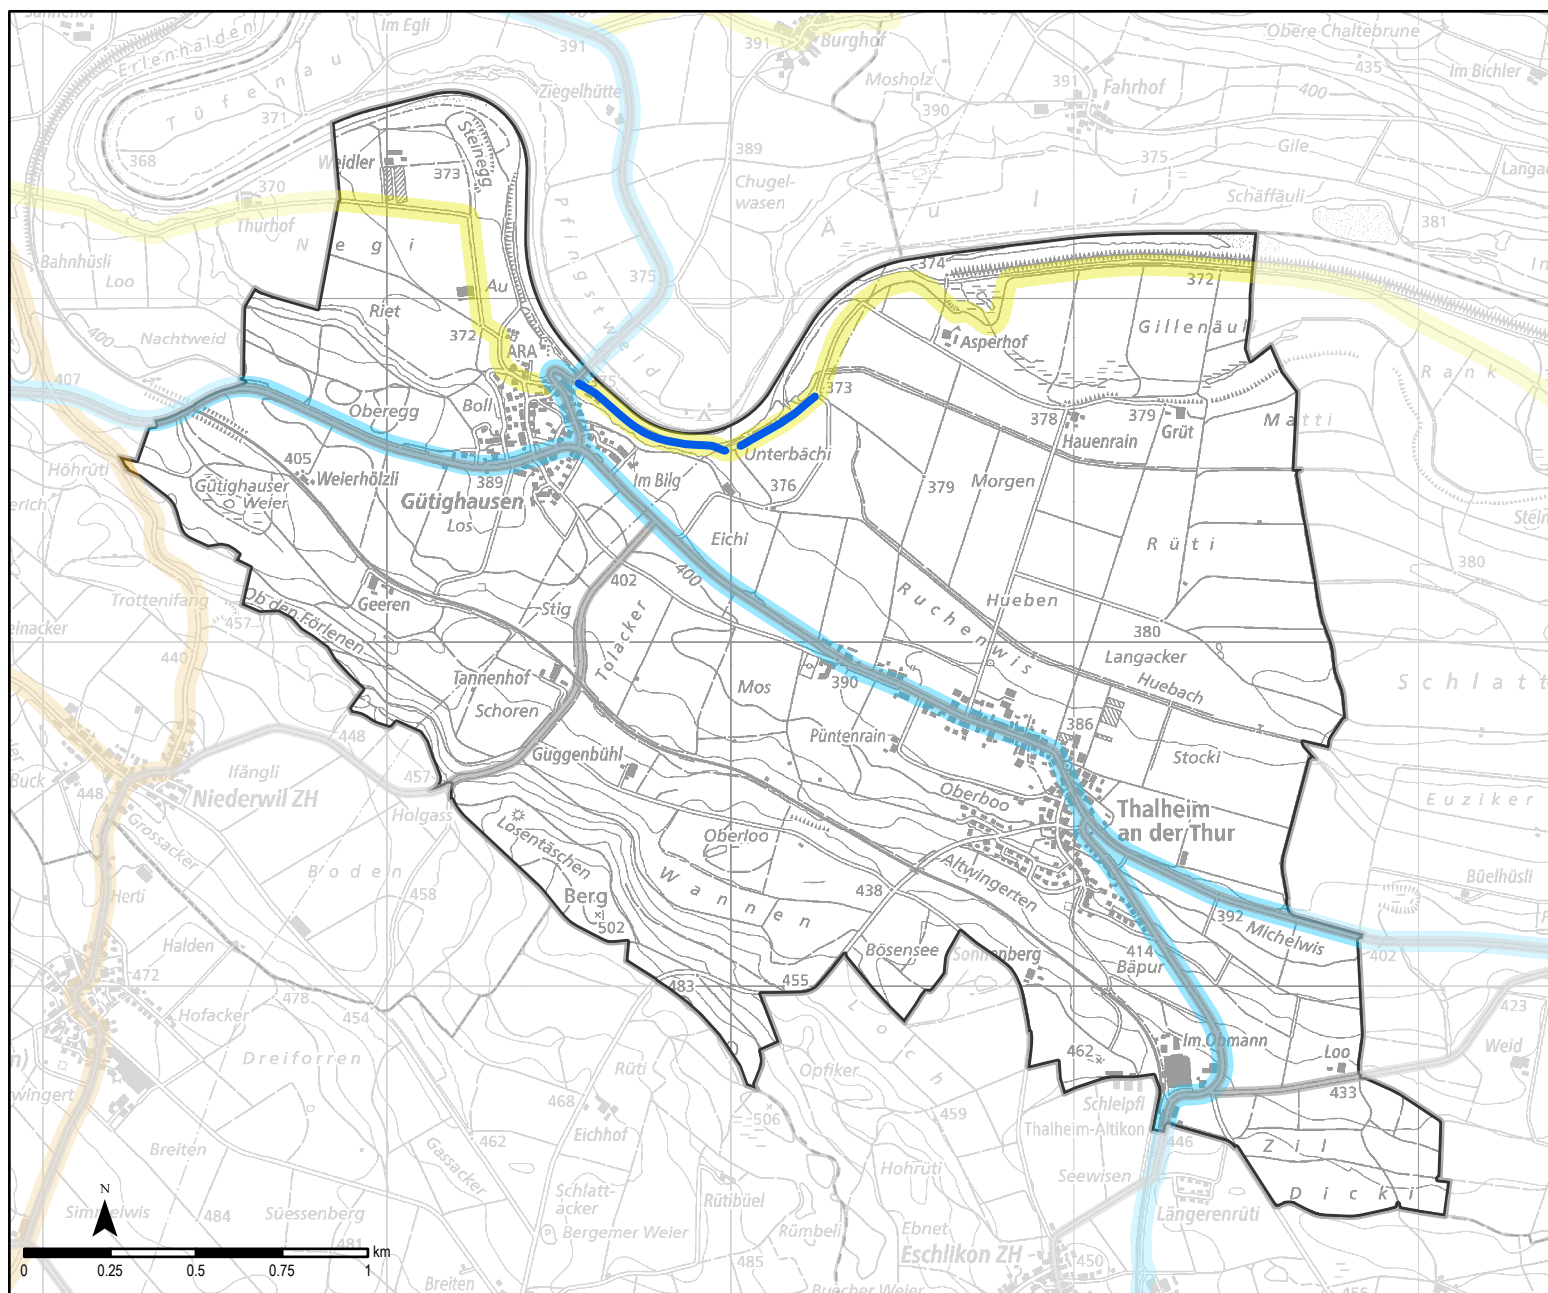 Erlenhalden
Im Egli
391
400
391
Burghof
Obere Chaltebrune
435
Im Bichler
Mosholz
391
Fahrhof
390
400
Tüfenau
371
Ziegelhütte
368
Weidler
373
Steinegg
389
Chugel-
wasen
375
Gile
Schäffäuli
381
370
Thurhof
Negi
Pfingstweid
Äuli
Bahnhüsli
Loo
375
374
372
Au
Riet
Nachtweid
400
372
ARA
375
Asperhof
Gillenäuli
Rank
407
Oberegg
Boll
373
378
379
Grüt
Hauenrain
Matti
Höhrüti
405
Weierhölzli
389
Gütighauser
Weier
Gütighausen
Los
Im Bilg
Unterbächi
376
379
Morgen
Eichi
Rüti
380
Trottenifang
457
Geeren
Ob den Förlenen
402
400
Stig
Tolacker
Ruchenwis
Hueben
380
Langacker
Huebach
440
Tannenhof
Schoren
Mos
390
Schlatt
386
Püntenrain
Stocki
448
Güggenbühl
Buck
448
Ifängli
457
Niederwil ZH
Holgass
Grossacker
Oberboo
Thalheim
an der Thur
Euziker
Losentäschen
Oberloo
Boden
Herti
458
Berg
502
Wannen
438
Altwingerten
Büelhüsli
392
Michelwis
402
Halden
472
414
Bäpur
Bösensee
Sonnenberg
483
455
478
454
Hofacker
423
Loch
Dreiforren
Rüti
Opfiker
462
Im Obmann
Loo
Weid
433
wingert
468
Eichhof
506
459
Schleipfi
Thalheim-Altikon
446
Breiten
462
Gassacker
Hohrüti
Zil
Seewisen
Schlatt-
äcker
Rütibüel
Dicki
N
Simmelwis
484
Süessenberg
Längerenrüti
Rümbeli
Ebnet
481
Bergemer Weier
485
Eschlikon ZH
450
km
0 0.25 0.5 0.75 1
Breiten